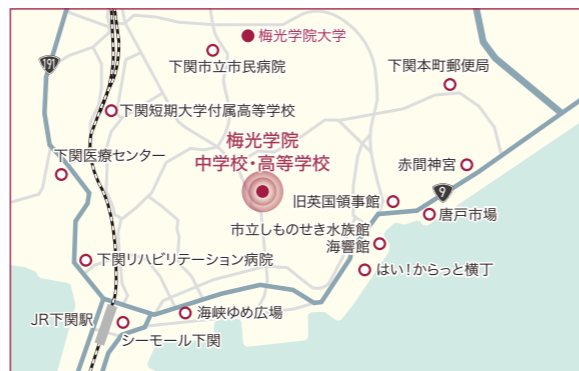 梅光学院大学
191
下関市立市民病院
下関本町郵便局
下関短期大学付属高等学校
梅光学院
中学校・高等学校
下関医療センター
赤間神宮
9
旧英国領事館
唐戸市場
市立しものせき水族館
海響館
下関リハビリテーション病院
はい!からっと横丁
海峡ゆめ広場
JR下関駅
シーモール下関